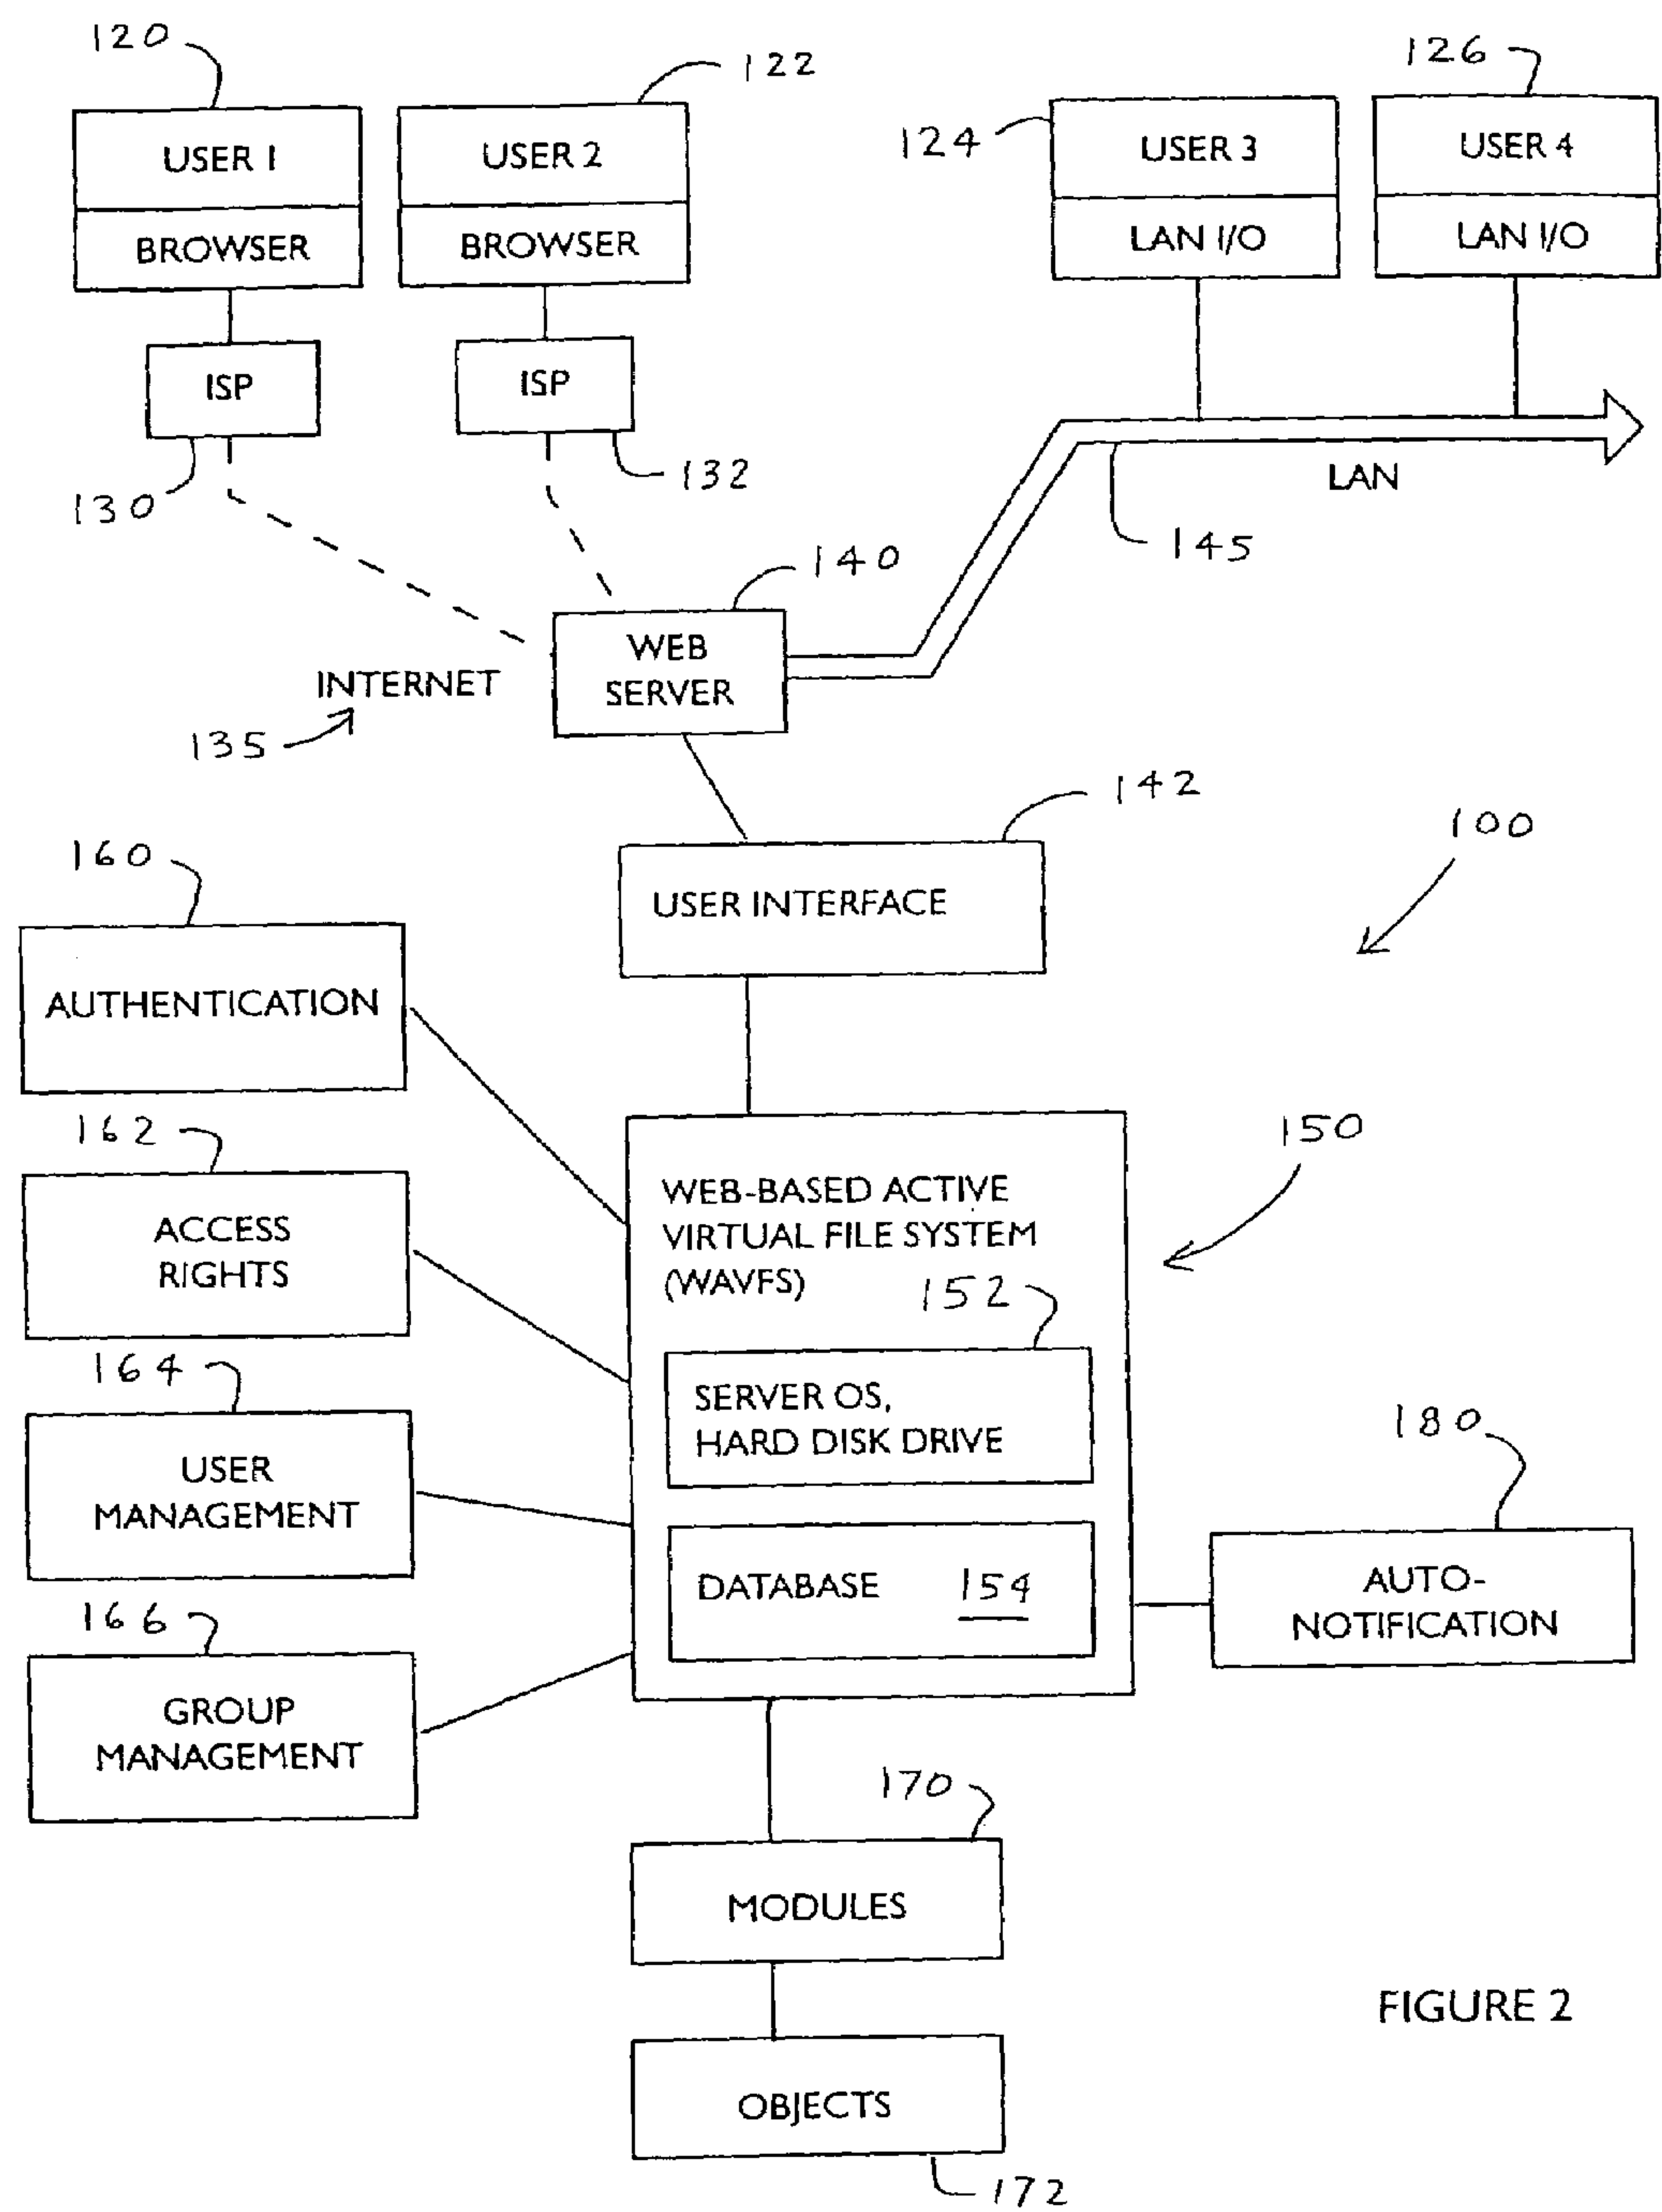 120
122
126
124
USER 1
USER 2
USER 3
USER 4
BROWSER
BROWSER
LAN I/O
LAN I/O
ISP
ISP
130
132
LAN
145
140
WEB
SERVER
INTERNET
135
142
100
USER INTERFACE
160
AUTHENTICATION
162
150
ACCESS
RIGHTS
WEB-BASED ACTIVE
VIRTUAL FILE SYSTEM
(WAVFS)
152
164
SERVER OS,
HARD DISK DRIVE
180
USER
MANAGEMENT
DATABASE 154
AUTO-
NOTIFICATION
166
GROUP
MANAGEMENT
170
MODULES
FIGURE 2
OBJECTS
172